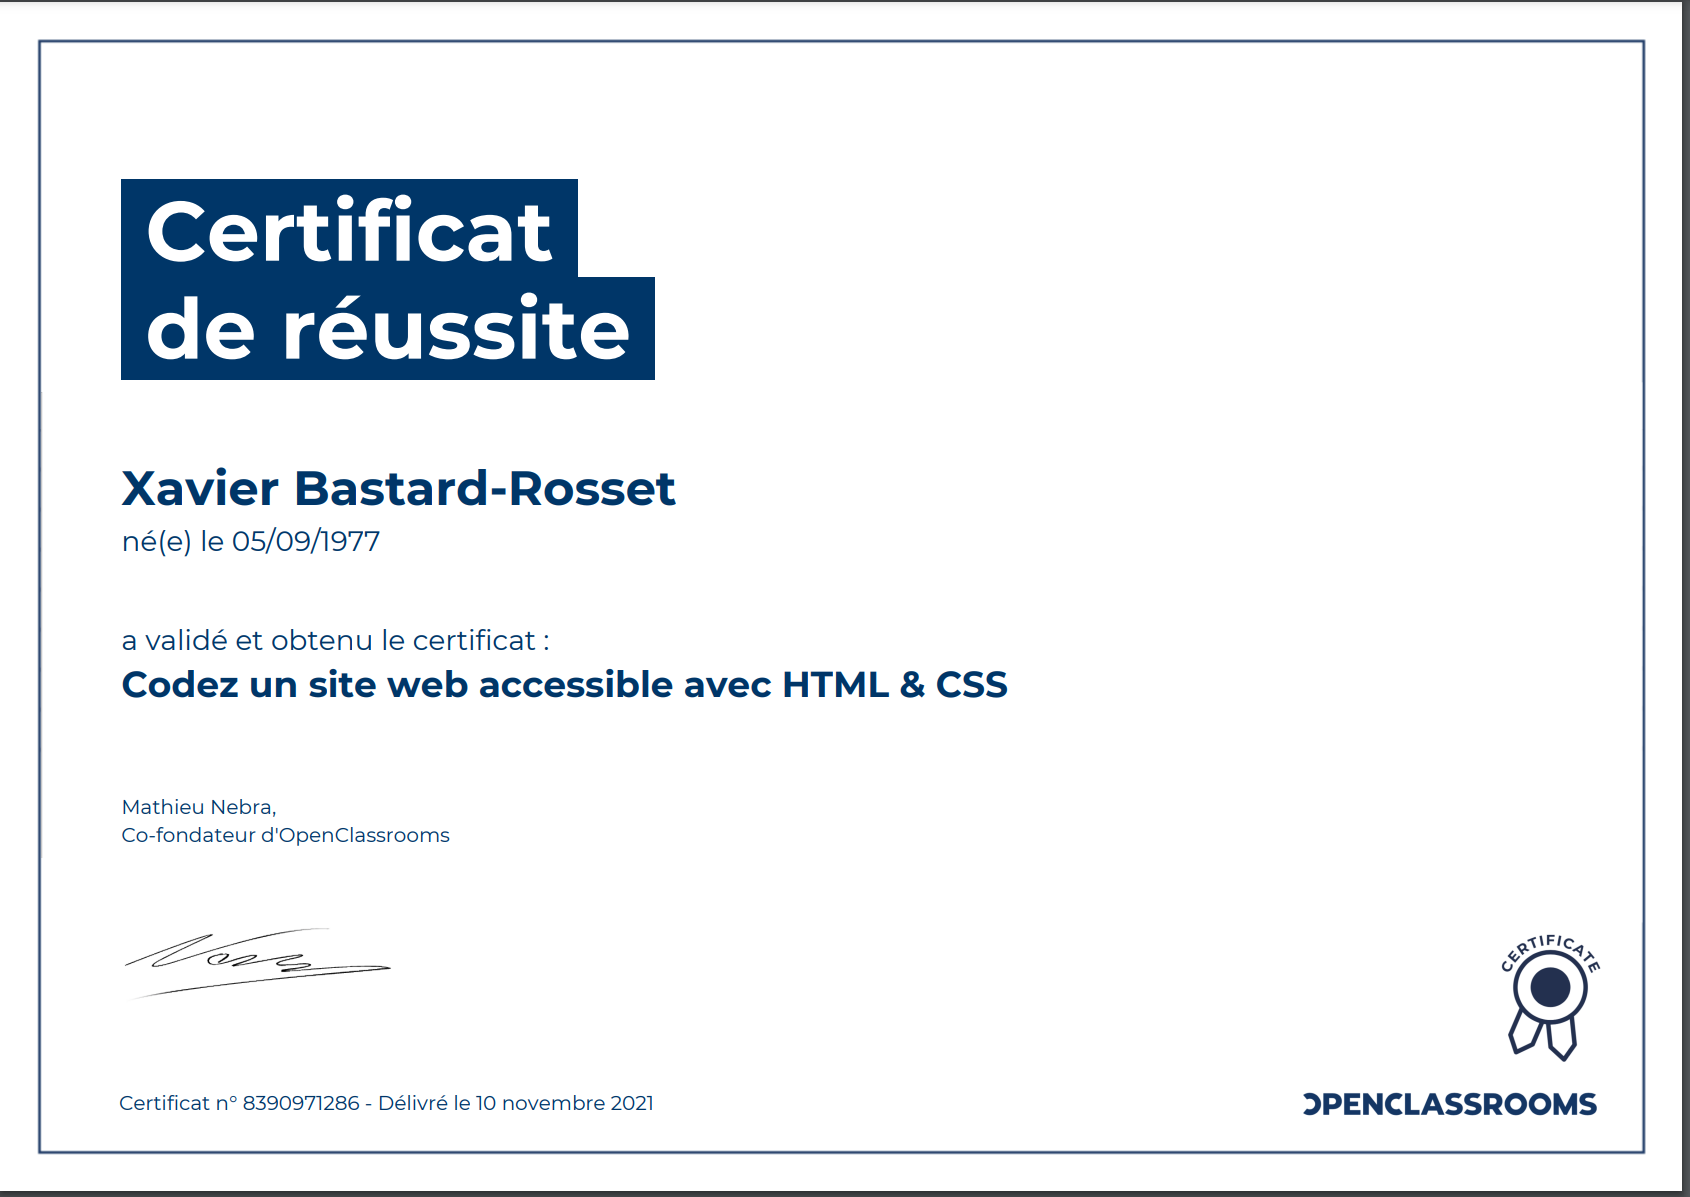 Certificat
de réussite
Xavier Bastard-Rosset
né(e) le 05/09/1977
a validé et obtenu le certificat :
Codez un site web accessible avec HTML & CSS
Mathieu Nebra,
Co-fondateur d'OpenClassrooms
CERTIFICATE
Certificat n° 8390971286 - Délivré le 10 novembre 2021
OPENCLASSROOMS